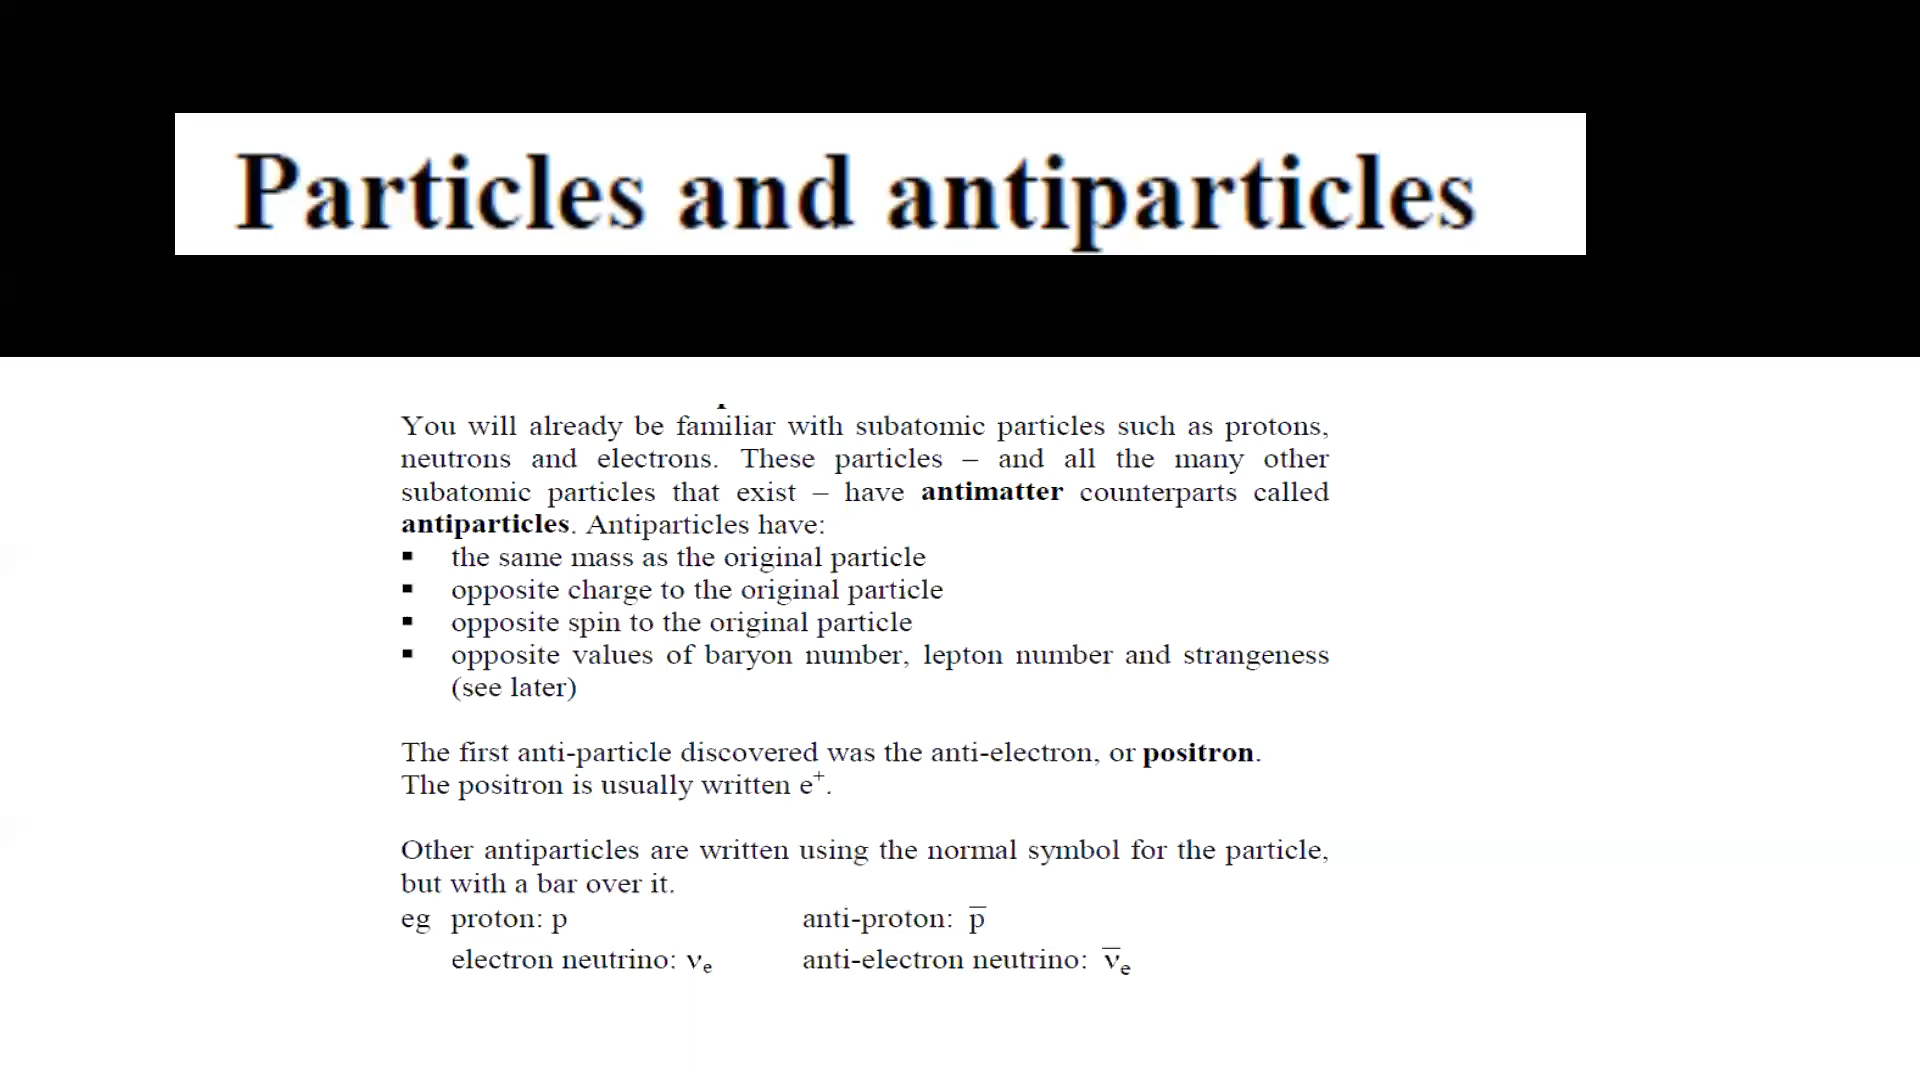 Particles and antiparticles
You will already be familiar with subatomic particles such as protons,
neutrons and electrons. These particles – and all the many other
subatomic particles that exist – have antimatter counterparts called
antiparticles. Antiparticles have:
▪ the same mass as the original particle
▪ opposite charge to the original particle
▪ opposite spin to the original particle
▪ opposite values of baryon number, lepton number and strangeness
(see later)
The first anti-particle discovered was the anti-electron, or positron.
The positron is usually written e⁺.
Other antiparticles are written using the normal symbol for the particle,
but with a bar over it.
eg proton: p anti-proton: p̅
electron neutrino: νₑ anti-electron neutrino: ν̅ₑ